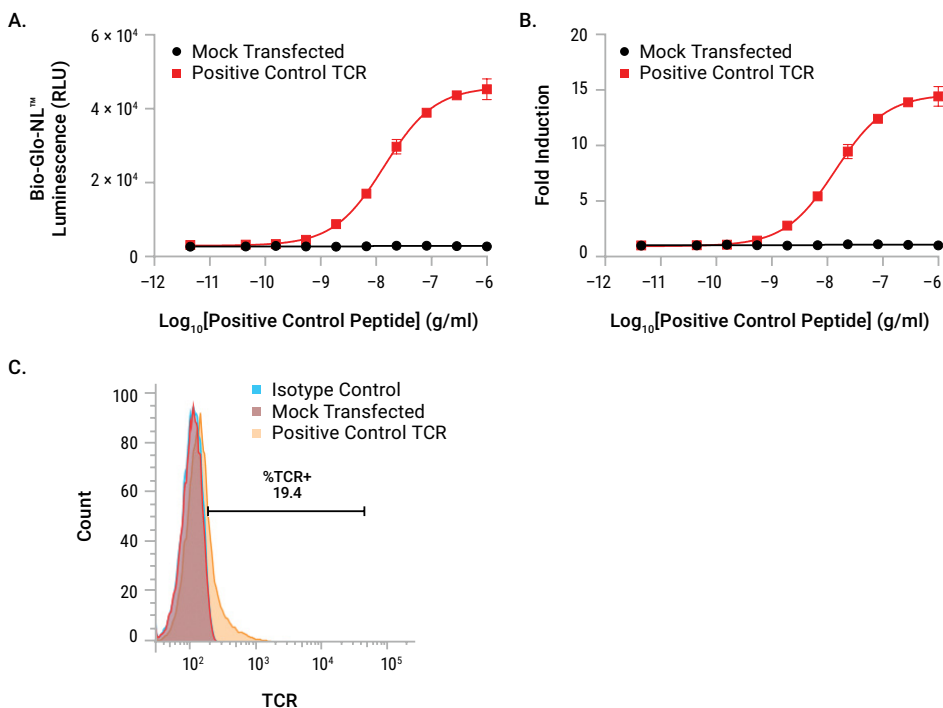 A.
6 × 10⁴
4 × 10⁴
2 × 10⁴
0
Bio-Glo-NL™
Luminescence (RLU)
Mock Transfected
Positive Control TCR
−12
−11
−10
−9
−8
−7
−6
Log₁₀[Positive Control Peptide] (g/ml)
B.
20
15
10
5
0
Fold Induction
Mock Transfected
Positive Control TCR
−12
−11
−10
−9
−8
−7
−6
Log₁₀[Positive Control Peptide] (g/ml)
C.
100
80
60
40
20
0
Count
Isotype Control
Mock Transfected
Positive Control TCR
%TCR+
19.4
10²
10³
10⁴
10⁵
TCR